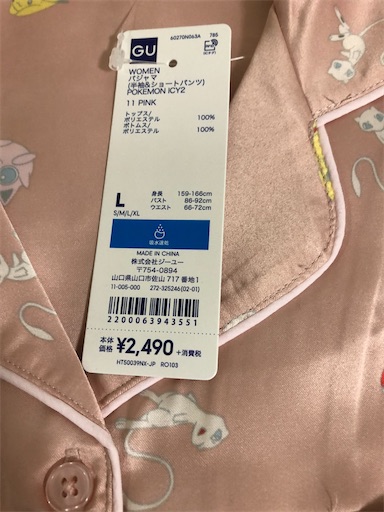 GU
60270N063A 785
WOMEN
パジャマ
(半袖&ショートパンツ)
POKEMON ICY2
11 PINK
トップス/
ポリエステル 100%
ボトムス/
ポリエステル 100%
L
S/M/L/XL
身長 159-166cm
バスト 86-92cm
ウエスト 66-72cm
吸水速乾
MADE IN CHINA
株式会社ジーユー
〒754-0894
山口県山口市佐山 717 番地1
11-005-000 272-325246(02-01)
2200063943551
本体
価格 ¥2,490 +消費税
HT50039NX-JP RO103